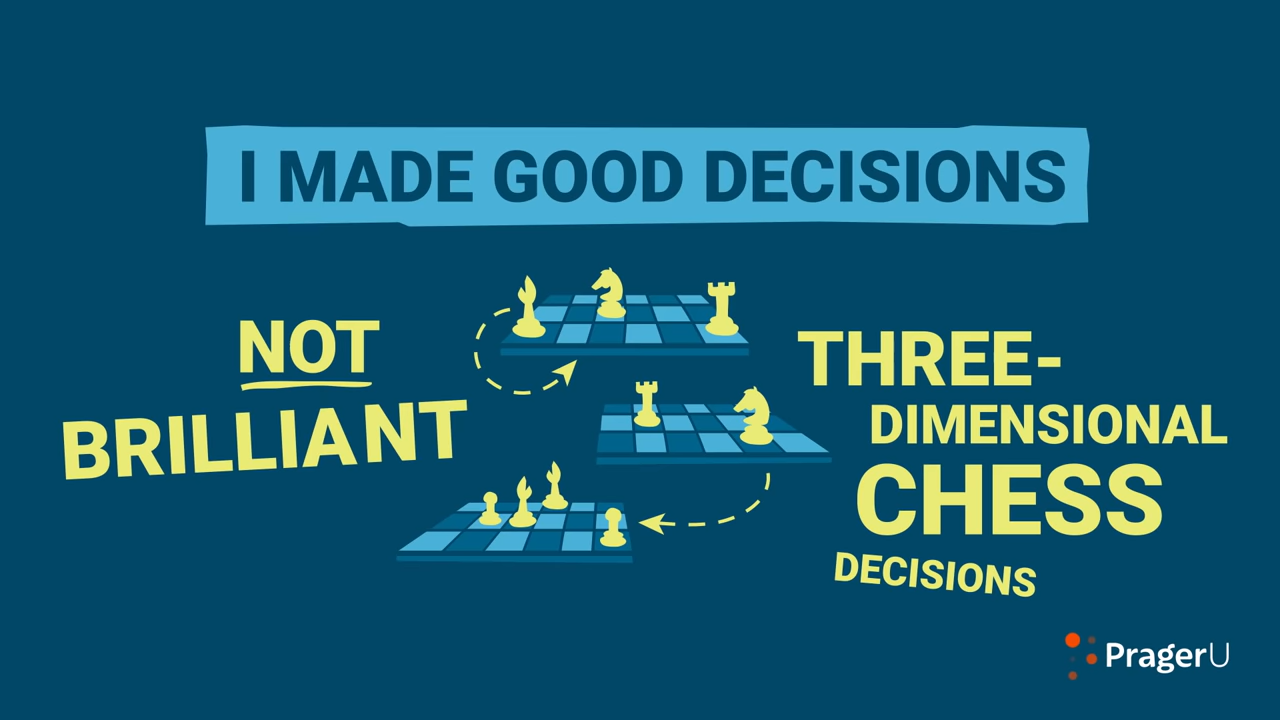 I MADE GOOD DECISIONS
NOT
BRILLIANT
THREE-
DIMENSIONAL
CHESS
DECISIONS
PragerU